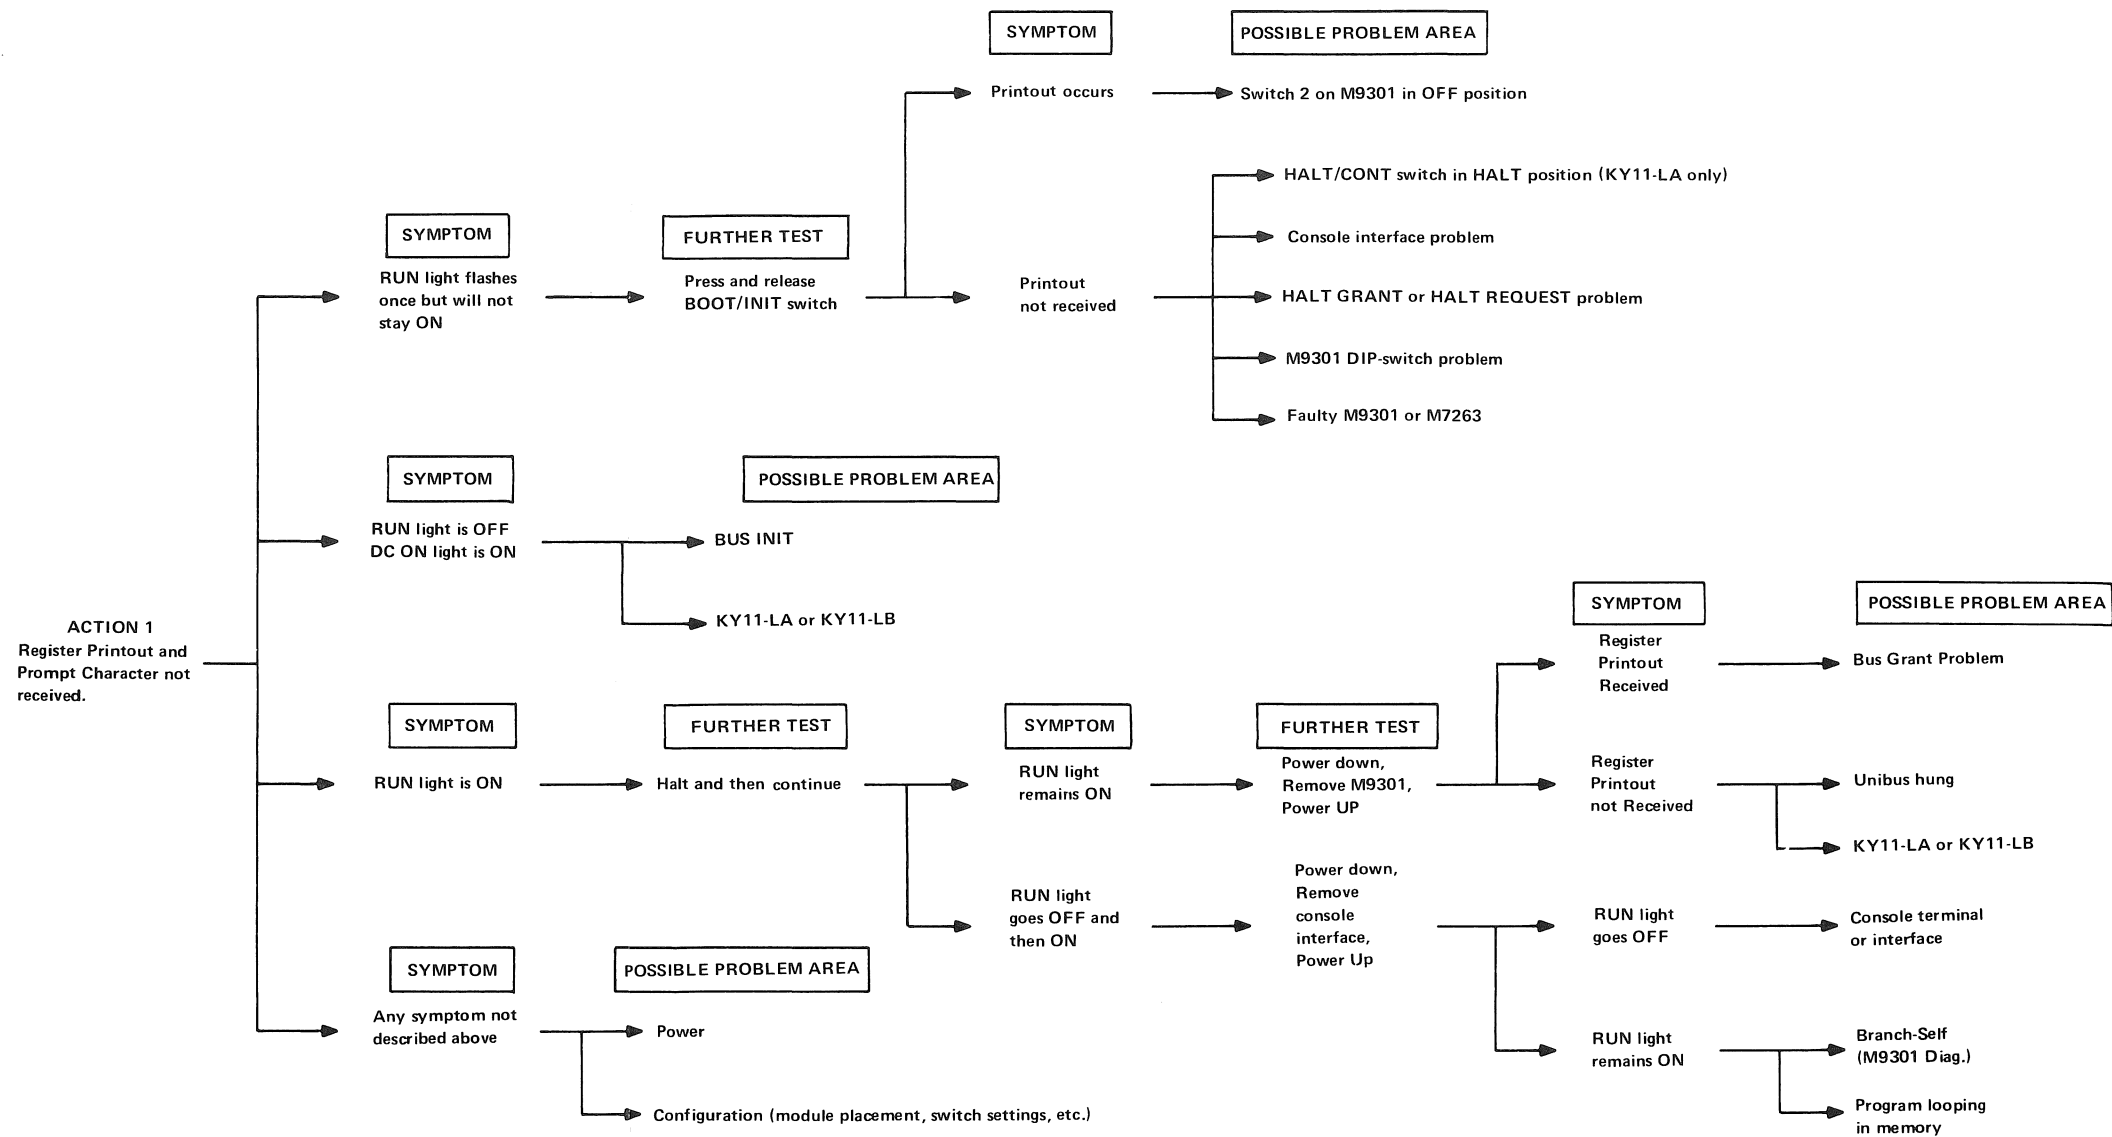 SYMPTOM
POSSIBLE PROBLEM AREA
Printout occurs
Switch 2 on M9301 in OFF position
HALT/CONT switch in HALT position (KY11-LA only)
SYMPTOM
FURTHER TEST
Console interface problem
RUN light flashes
once but will not
stay ON
Press and release
BOOT/INIT switch
Printout
not received
HALT GRANT or HALT REQUEST problem
M9301 DIP-switch problem
Faulty M9301 or M7263
SYMPTOM
POSSIBLE PROBLEM AREA
RUN light is OFF
DC ON light is ON
BUS INIT
KY11-LA or KY11-LB
ACTION 1
Register Printout and
Prompt Character not
received.
SYMPTOM
POSSIBLE PROBLEM AREA
Register
Printout
Received
Bus Grant Problem
SYMPTOM
FURTHER TEST
SYMPTOM
FURTHER TEST
RUN light is ON
Halt and then continue
RUN light
remains ON
Power down,
Remove M9301,
Power UP
Register
Printout
not Received
Unibus hung
KY11-LA or KY11-LB
RUN light
goes OFF and
then ON
Power down,
Remove
console
interface,
Power Up
RUN light
goes OFF
Console terminal
or interface
SYMPTOM
POSSIBLE PROBLEM AREA
Any symptom not
described above
Power
Configuration (module placement, switch settings, etc.)
RUN light
remains ON
Branch-Self
(M9301 Diag.)
Program looping
in memory